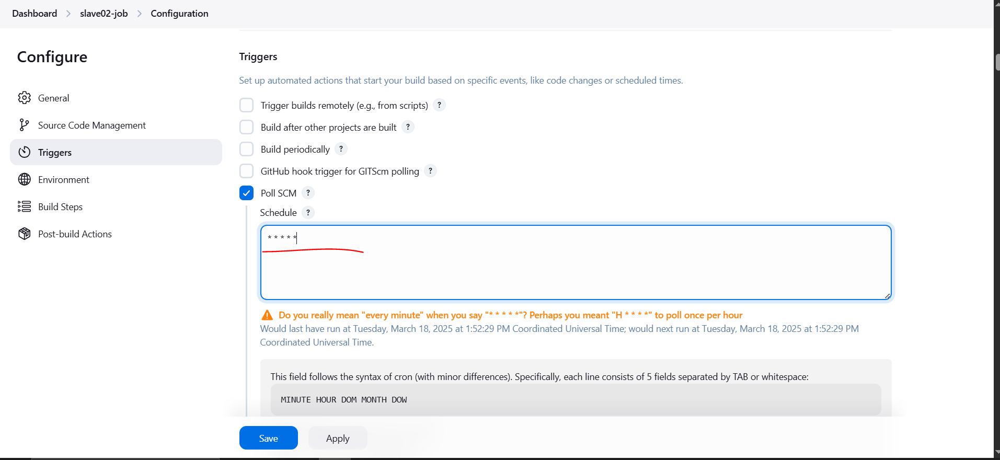 Dashboard > slave02-job > Configuration
Configure
General
Source Code Management
Triggers
Environment
Build Steps
Post-build Actions
Triggers
Set up automated actions that start your build based on specific events, like code changes or scheduled times.
Trigger builds remotely (e.g., from scripts) ?
Build after other projects are built ?
Build periodically ?
GitHub hook trigger for GITScm polling ?
Poll SCM ?
Schedule ?
* * * * *
Do you really mean "every minute" when you say "* * * * *"? Perhaps you meant "H * * * *" to poll once per hour
Would last have run at Tuesday, March 18, 2025 at 1:52:29 PM Coordinated Universal Time; would next run at Tuesday, March 18, 2025 at 1:52:29 PM
Coordinated Universal Time.
This field follows the syntax of cron (with minor differences). Specifically, each line consists of 5 fields separated by TAB or whitespace:
MINUTE HOUR DOM MONTH DOW
Save
Apply